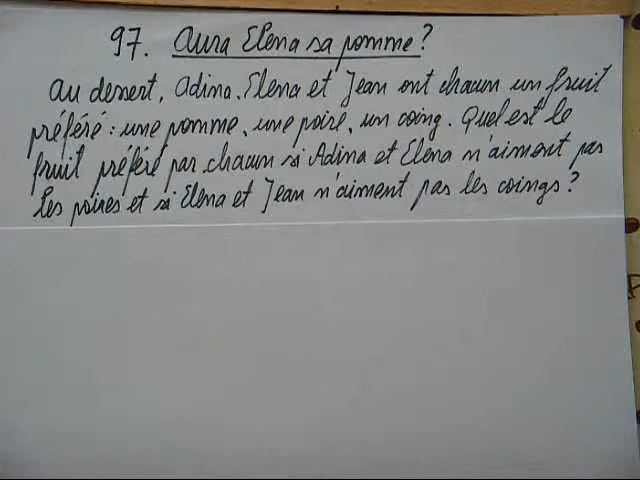 97. Aura Elena sa pomme ?
Au dessert, Adina, Elena et Jean ont chacun un fruit
préféré : une pomme, une poire, un coing. Quel est le
fruit préféré par chacun si Adina et Elena n'aiment pas
les poires et si Elena et Jean n'aiment pas les coings ?